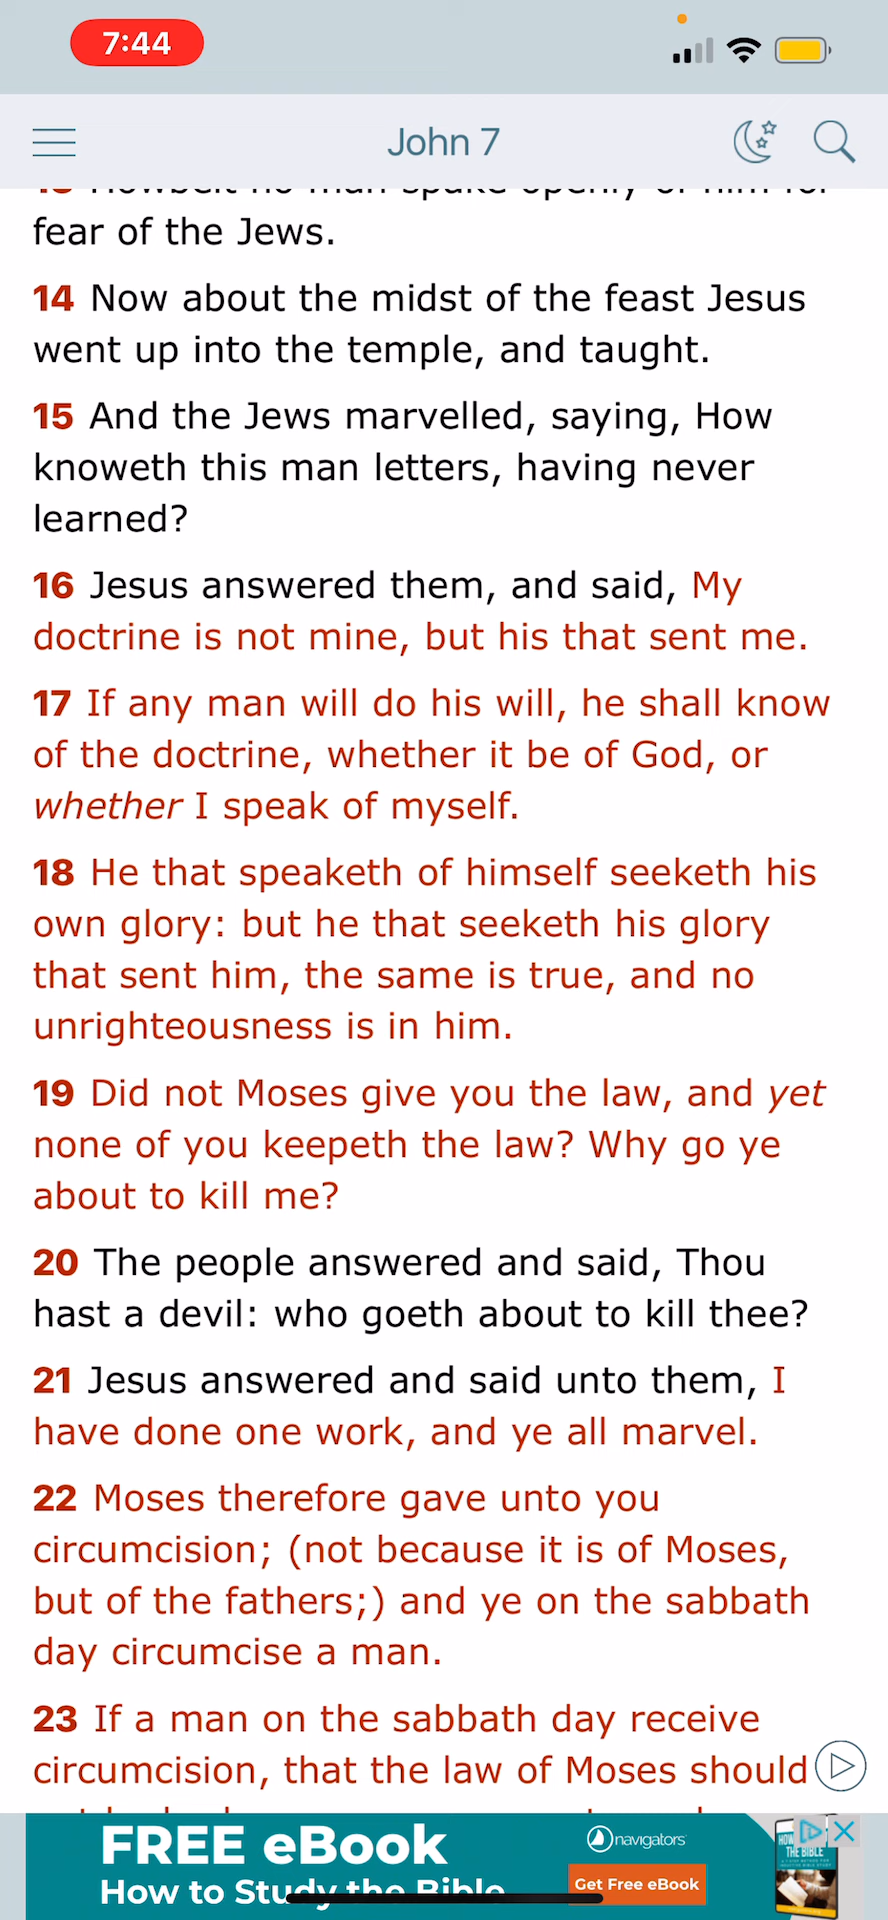 7:44
John 7
fear of the Jews.
14 Now about the midst of the feast Jesus
went up into the temple, and taught.
15 And the Jews marvelled, saying, How
knoweth this man letters, having never
learned?
16 Jesus answered them, and said, My
doctrine is not mine, but his that sent me.
17 If any man will do his will, he shall know
of the doctrine, whether it be of God, or
whether I speak of myself.
18 He that speaketh of himself seeketh his
own glory: but he that seeketh his glory
that sent him, the same is true, and no
unrighteousness is in him.
19 Did not Moses give you the law, and yet
none of you keepeth the law? Why go ye
about to kill me?
20 The people answered and said, Thou
hast a devil: who goeth about to kill thee?
21 Jesus answered and said unto them, I
have done one work, and ye all marvel.
22 Moses therefore gave unto you
circumcision; (not because it is of Moses,
but of the fathers;) and ye on the sabbath
day circumcise a man.
23 If a man on the sabbath day receive
circumcision, that the law of Moses should
FREE eBook
navigators
How to Study the Bible
Get Free eBook
HOW
THE BIBLE